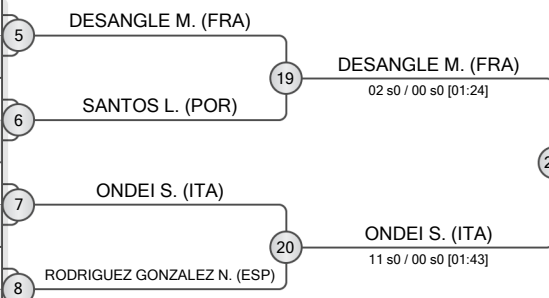 DESANGLE M. (FRA)
5
19
DESANGLE M. (FRA)
02 s0 / 00 s0 [01:24]
SANTOS L. (POR)
6
ONDEI S. (ITA)
7
20
ONDEI S. (ITA)
11 s0 / 00 s0 [01:43]
RODRIGUEZ GONZALEZ N. (ESP)
8